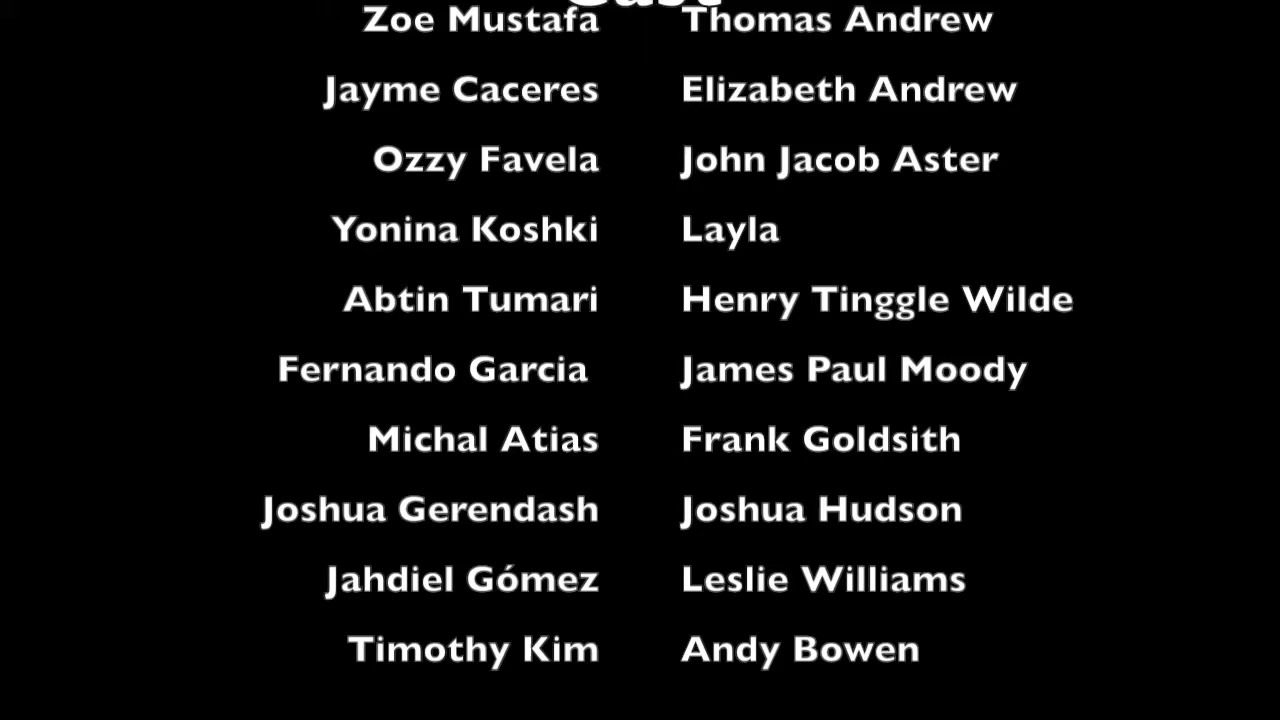 Cast
Zoe Mustafa Thomas Andrew
Jayme Caceres Elizabeth Andrew
Ozzy Favela John Jacob Aster
Yonina Koshki Layla
Abtin Tumari Henry Tinggle Wilde
Fernando Garcia James Paul Moody
Michal Atias Frank Goldsith
Joshua Gerendash Joshua Hudson
Jahdiel Gómez Leslie Williams
Timothy Kim Andy Bowen